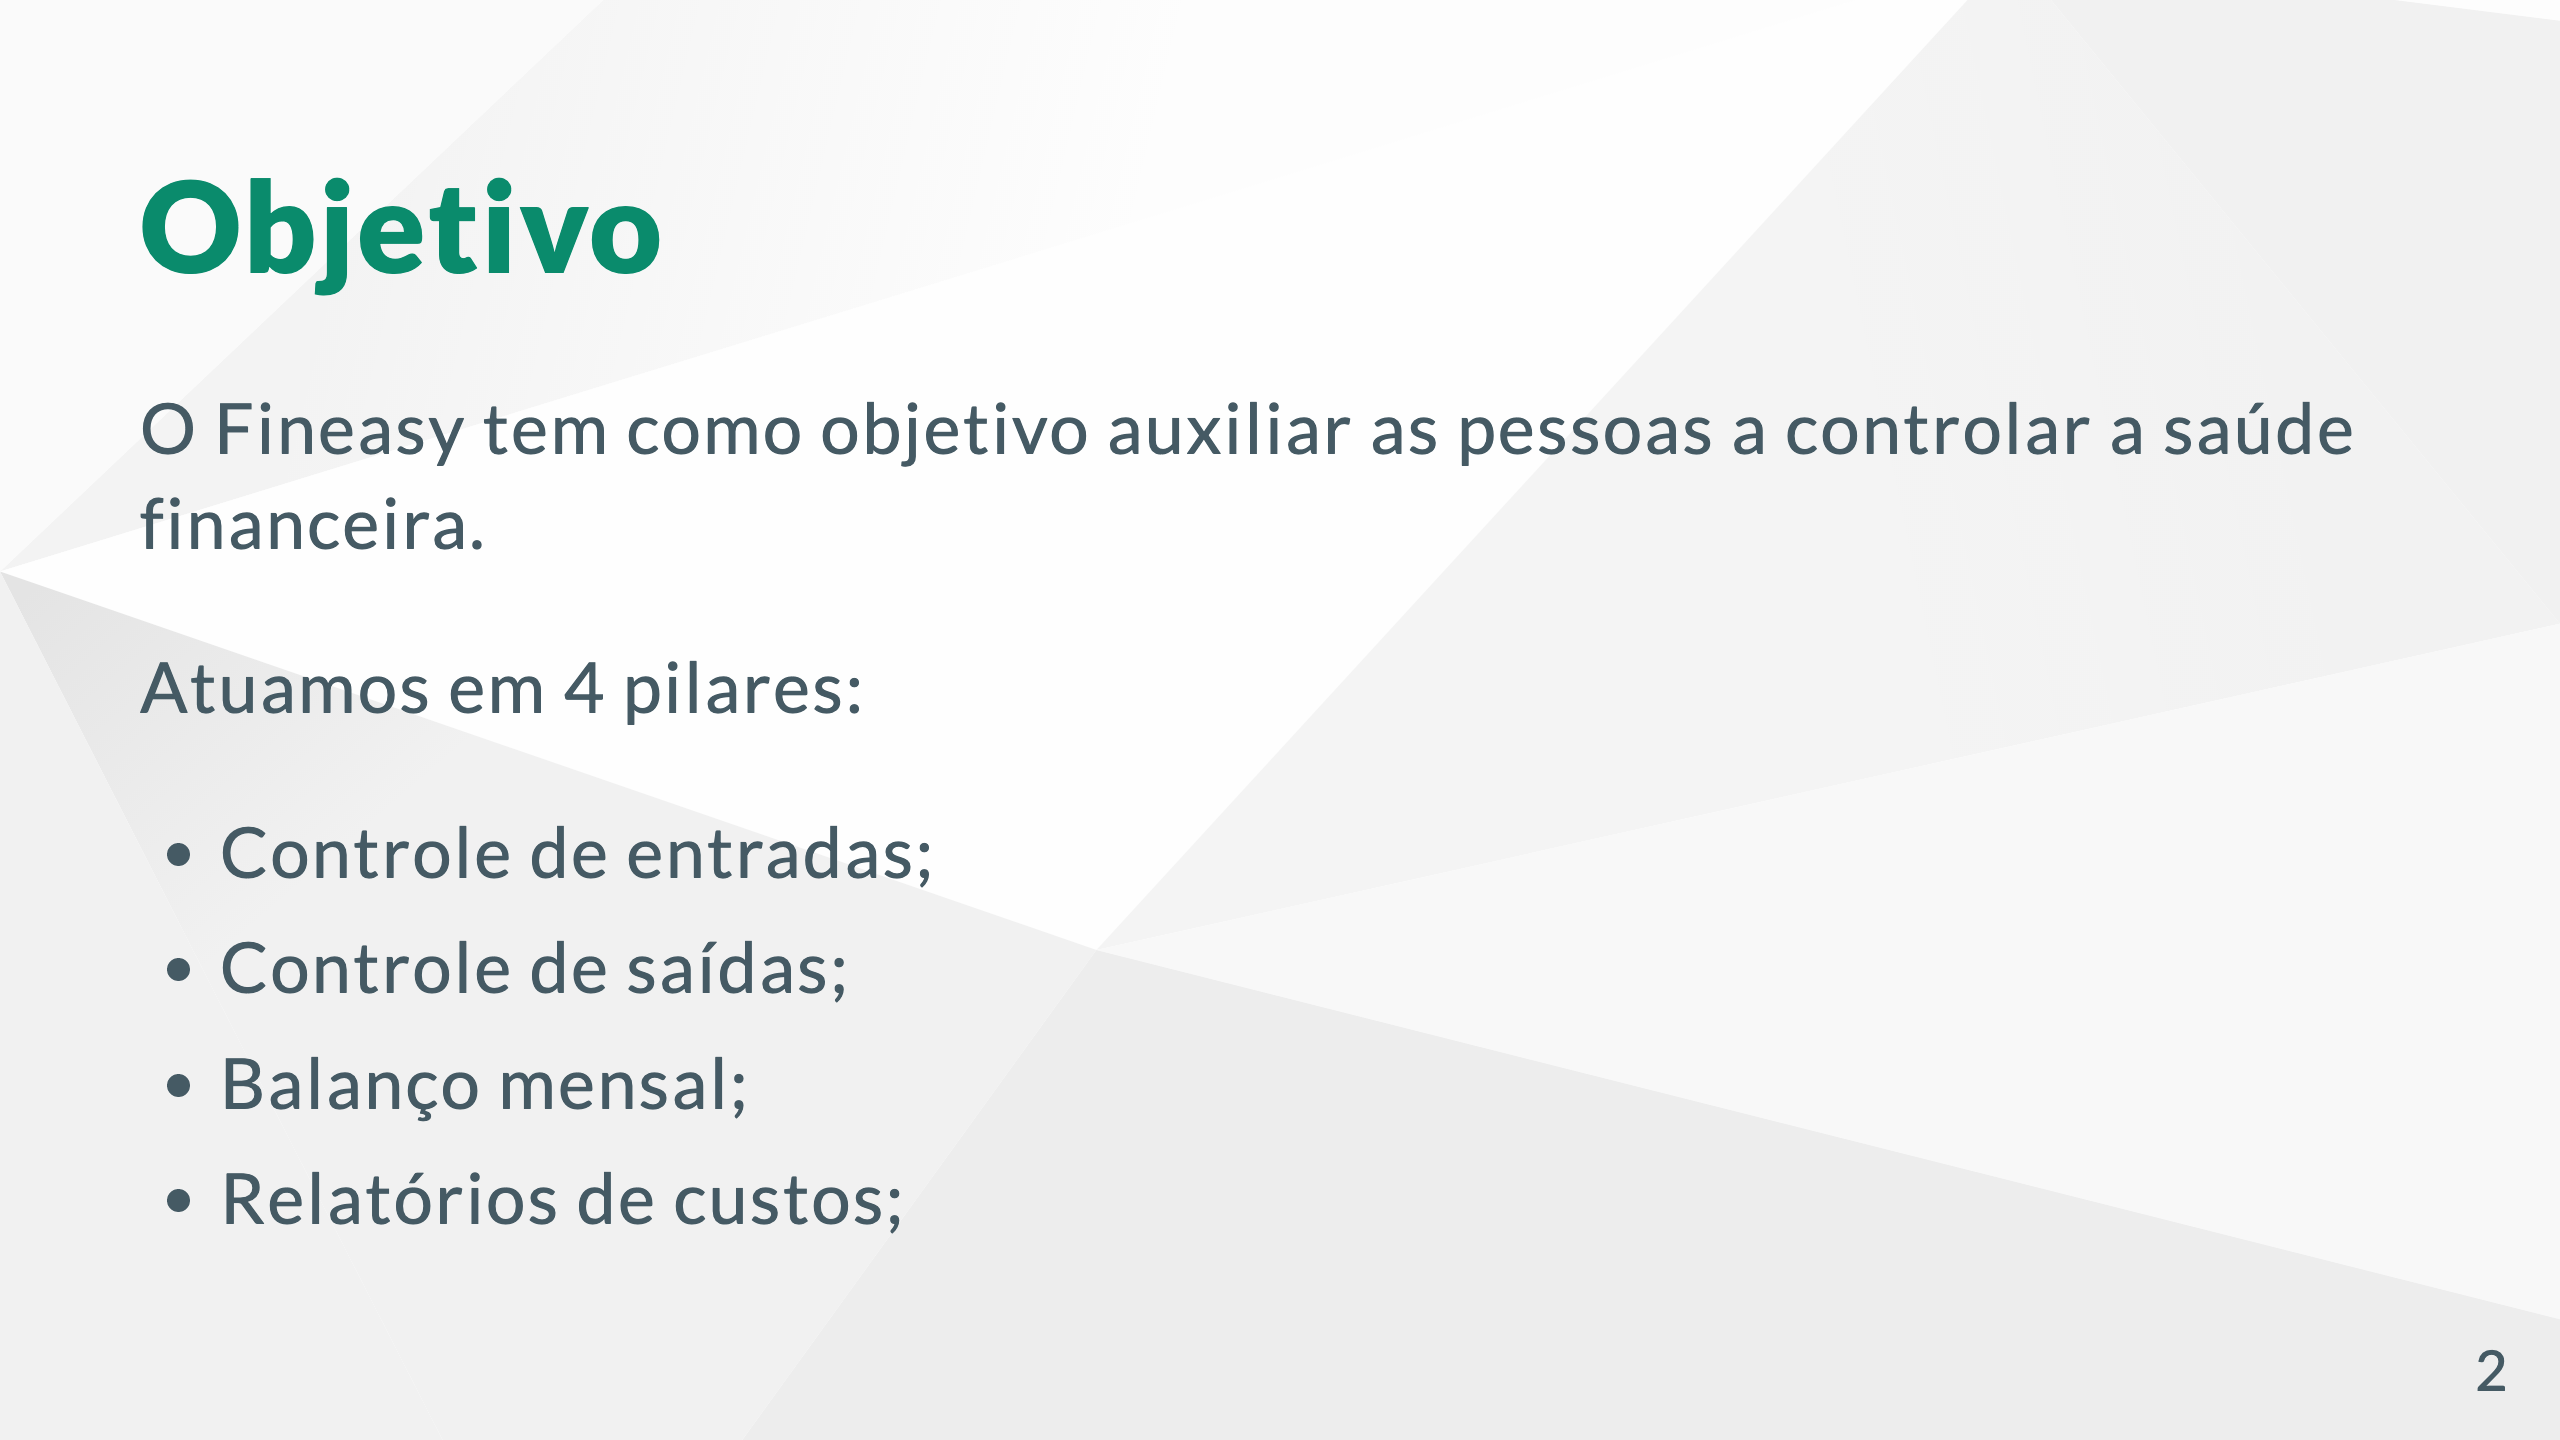 Objetivo
O Fineasy tem como objetivo auxiliar as pessoas a controlar a saúde
financeira.
Atuamos em 4 pilares:
• Controle de entradas;
• Controle de saídas;
• Balanço mensal;
• Relatórios de custos;
2